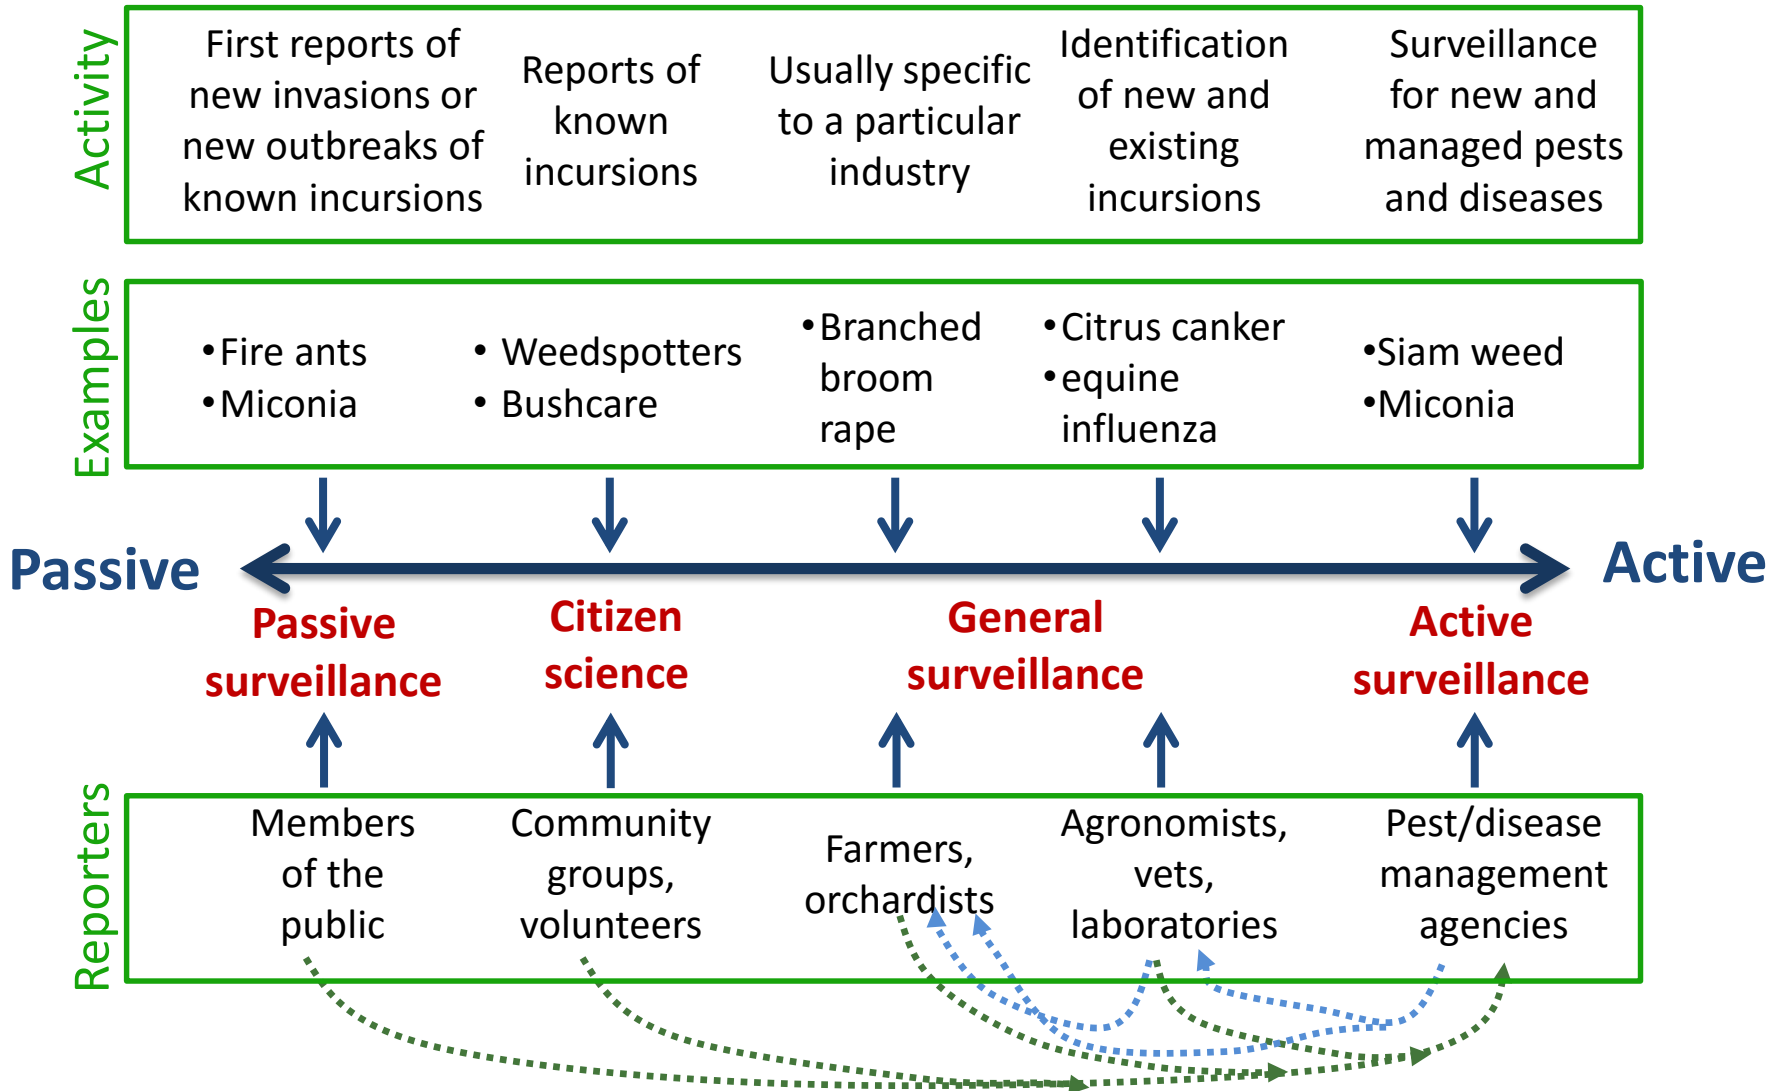 Activity
First reports of
new invasions or
new outbreaks of
known incursions
Reports of
known
incursions
Usually specific
to a particular
industry
Identification
of new and
existing
incursions
Surveillance
for new and
managed pests
and diseases
Examples
•Fire ants
•Miconia
• Weedspotters
• Bushcare
•Branched
broom
rape
•Citrus canker
•equine
influenza
•Siam weed
•Miconia
Passive
Active
Passive
surveillance
Citizen
science
General
surveillance
Active
surveillance
Reporters
Members
of the
public
Community
groups,
volunteers
Farmers,
orchardists
Agronomists,
vets,
laboratories
Pest/disease
management
agencies